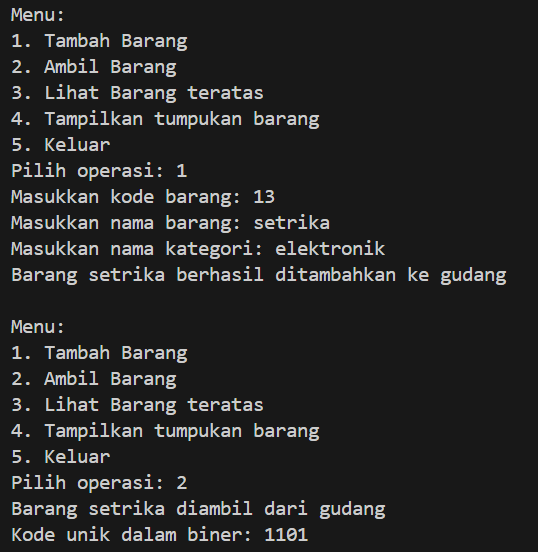 Menu:
1. Tambah Barang
2. Ambil Barang
3. Lihat Barang teratas
4. Tampilkan tumpukan barang
5. Keluar
Pilih operasi: 1
Masukkan kode barang: 13
Masukkan nama barang: setrika
Masukkan nama kategori: elektronik
Barang setrika berhasil ditambahkan ke gudang

Menu:
1. Tambah Barang
2. Ambil Barang
3. Lihat Barang teratas
4. Tampilkan tumpukan barang
5. Keluar
Pilih operasi: 2
Barang setrika diambil dari gudang
Kode unik dalam biner: 1101